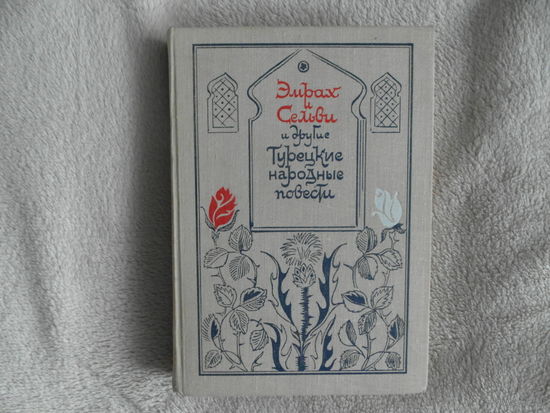 Эмрах
и
Сельви
и другие
Турецкие
народные
повести